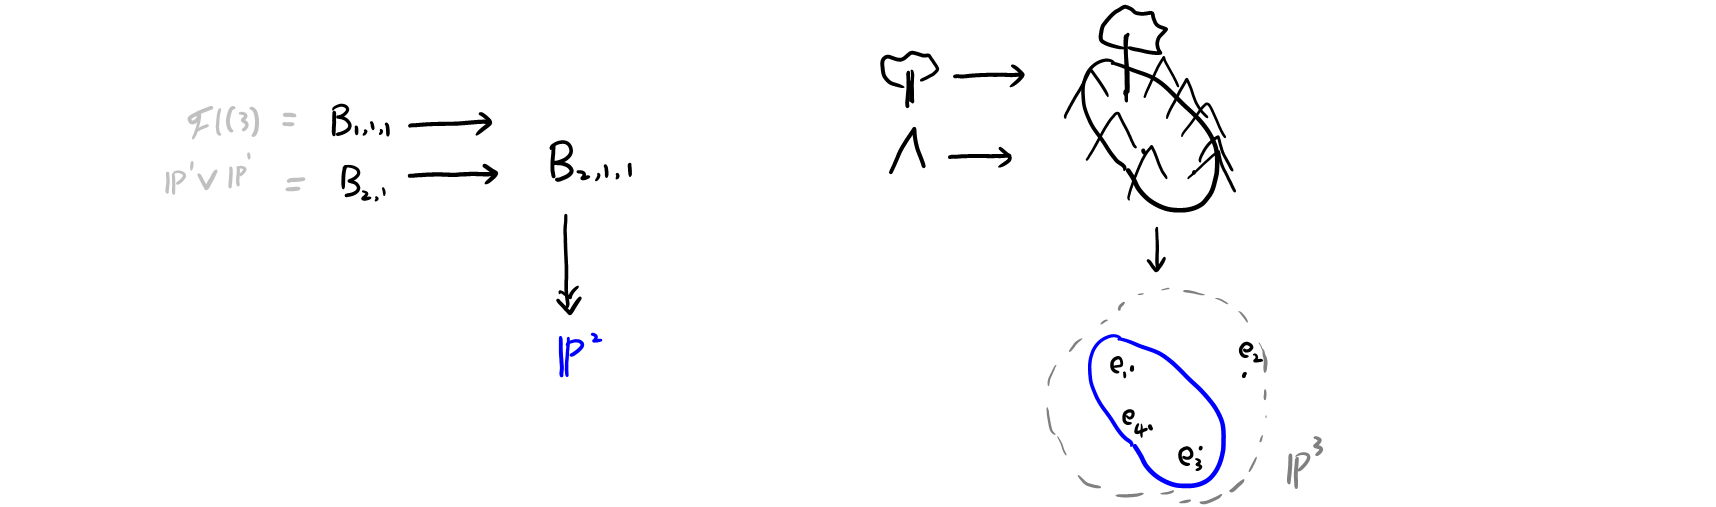 Fl(3) = B₁,₁,₁
ℙ¹ ∨ ℙ¹ = B₂,₁
B₂,₁,₁
ℙ²
e₁
e₂
e₄
e₃
ℙ³